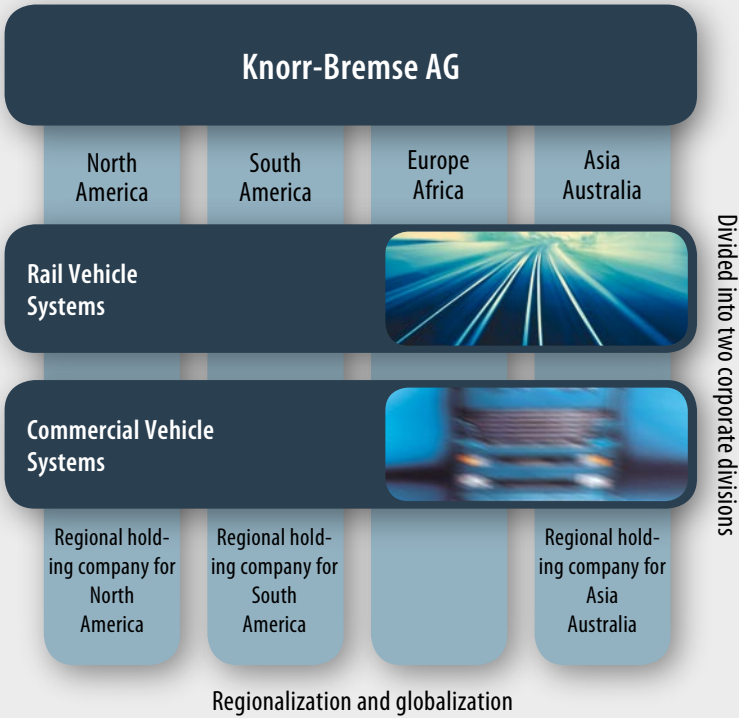 Knorr-Bremse AG
North
America
South
America
Europe
Africa
Asia
Australia
Rail Vehicle
Systems
Commercial Vehicle
Systems
Divided into two corporate divisions
Regional hold-
ing company for
North
America
Regional hold-
ing company for
South
America
Regional hold-
ing company for
Asia
Australia
Regionalization and globalization